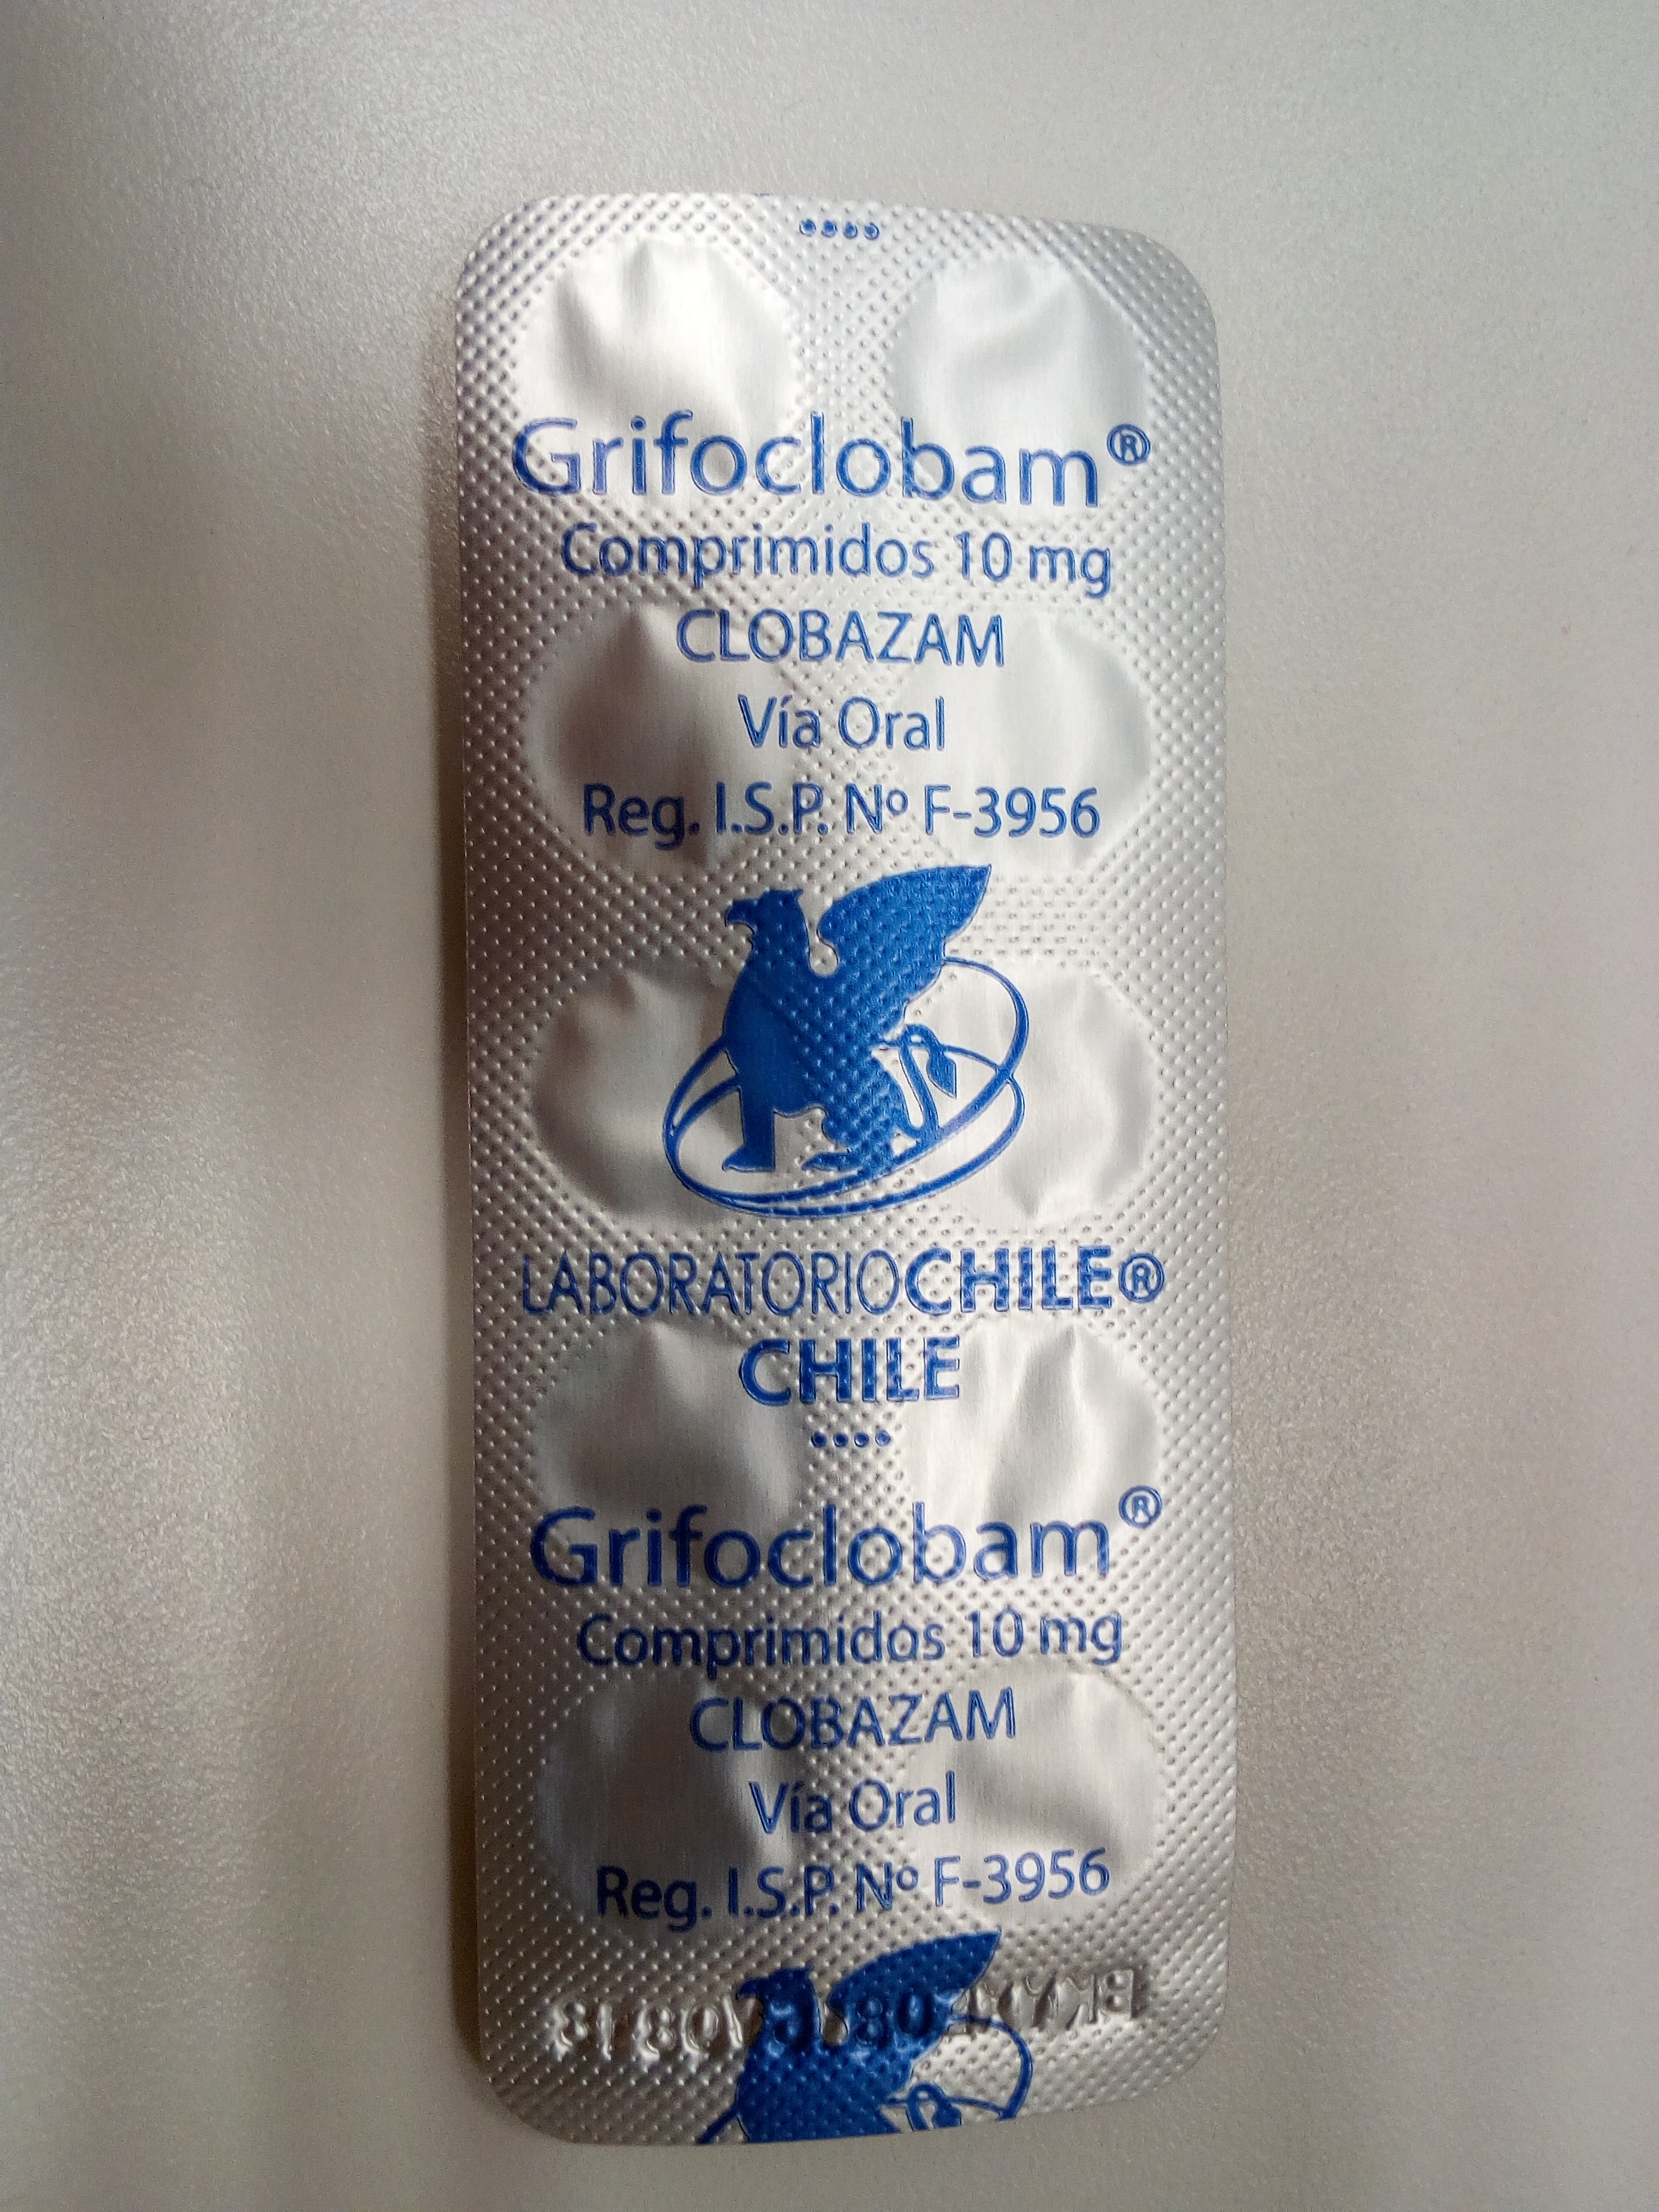 Grifoclobam®
Comprimidos 10 mg
CLOBAZAM
Vía Oral
Reg. I.S.P. Nº F-3956
LABORATORIOCHILE®
CHILE
Grifoclobam®
Comprimidos 10 mg
CLOBAZAM
Vía Oral
Reg. I.S.P. Nº F-3956